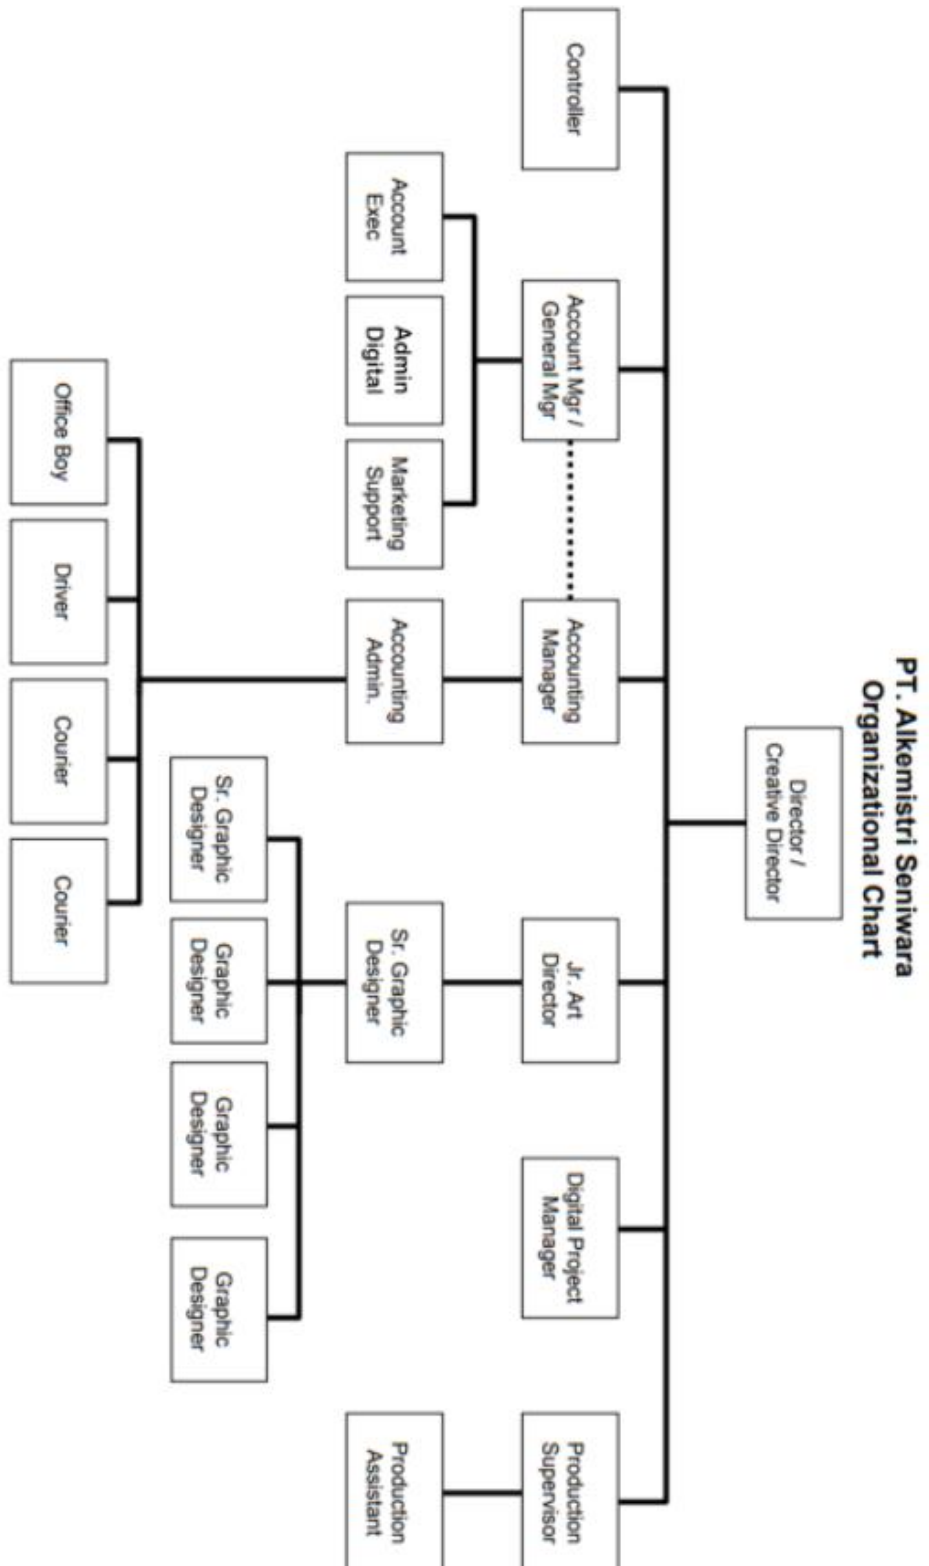 PT. Alkemistri Seniwara
Organizational Chart
Director /
Creative Director
Controller
Account Mgr /
General Mgr
Accounting
Manager
Jr. Art
Director
Digital Project
Manager
Production
Supervisor
Account
Exec
Admin
Digital
Marketing
Support
Accounting
Admin.
Sr. Graphic
Designer
Production
Assistant
Sr. Graphic
Designer
Graphic
Designer
Graphic
Designer
Graphic
Designer
Office Boy
Driver
Courier
Courier